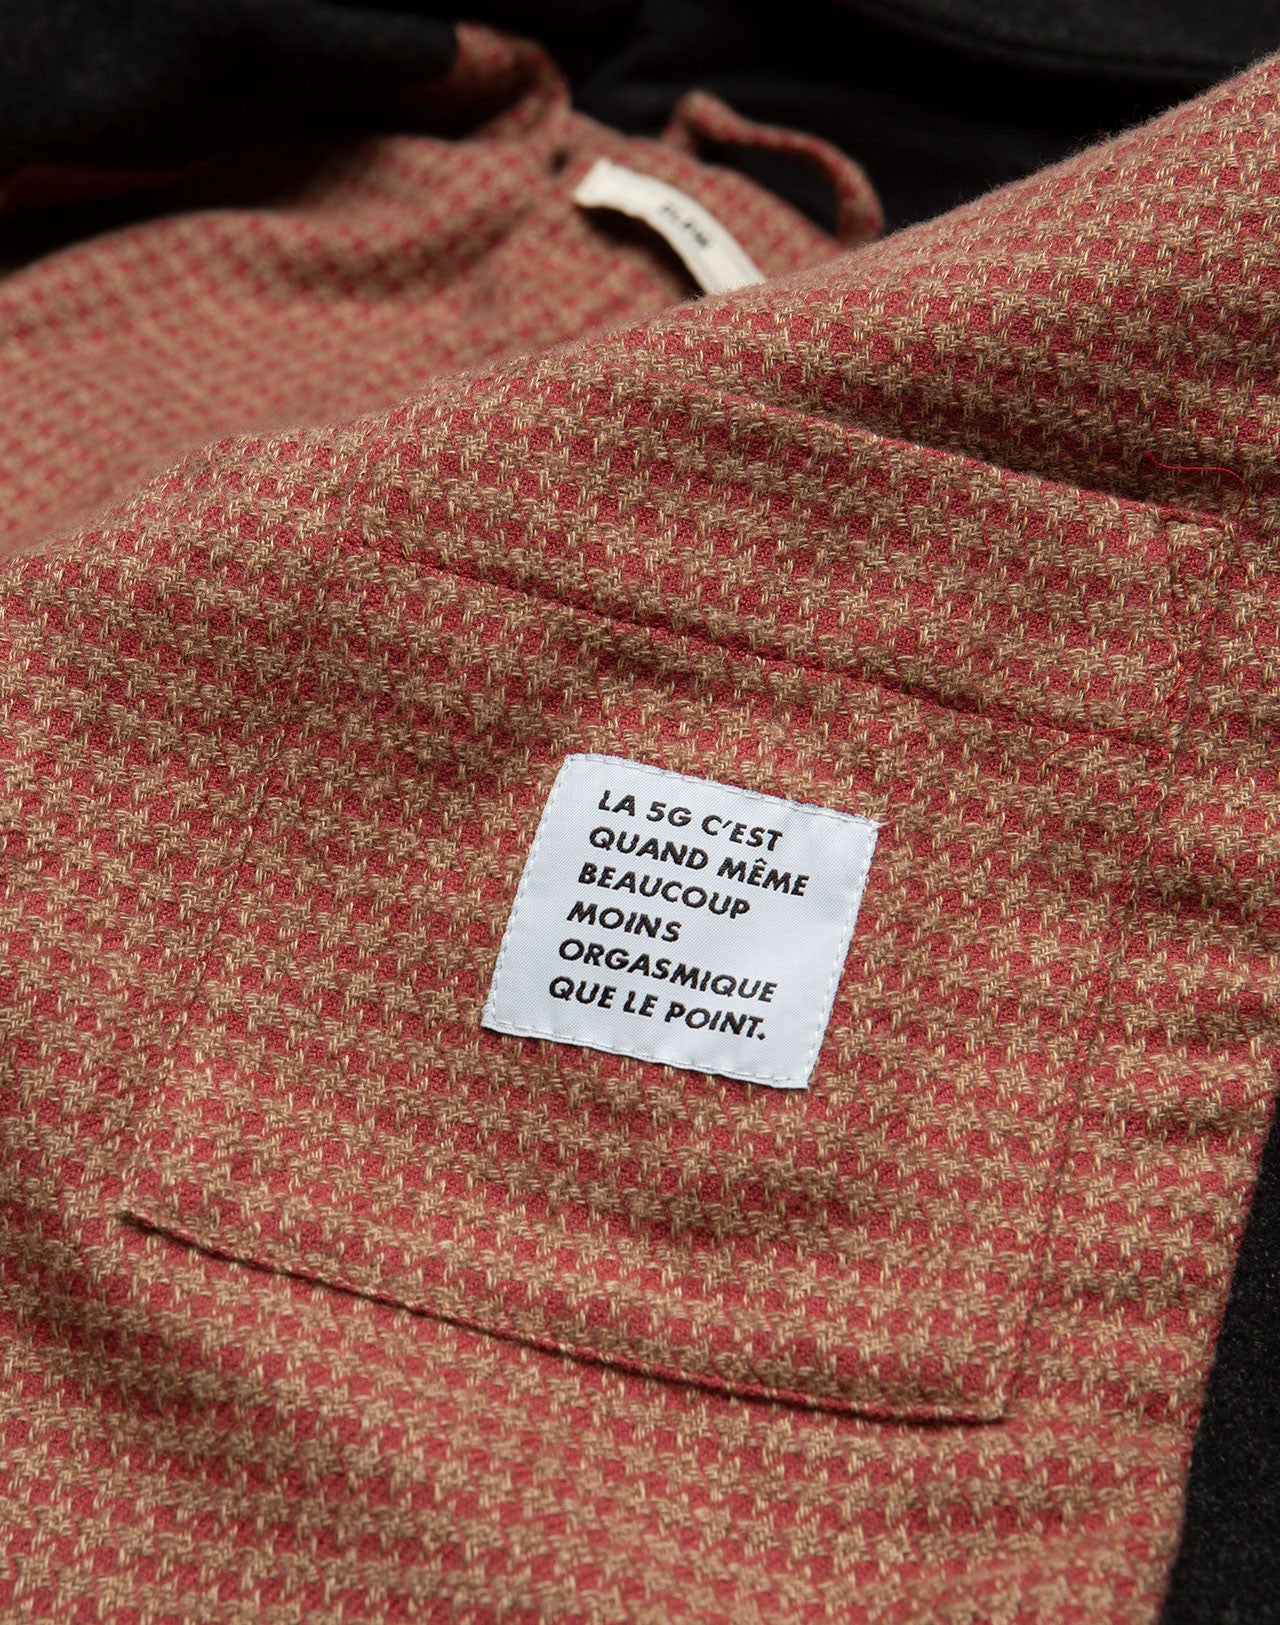 LA 5G C'EST
QUAND MÊME
BEAUCOUP
MOINS
ORGASMIQUE
QUE LE POINT.